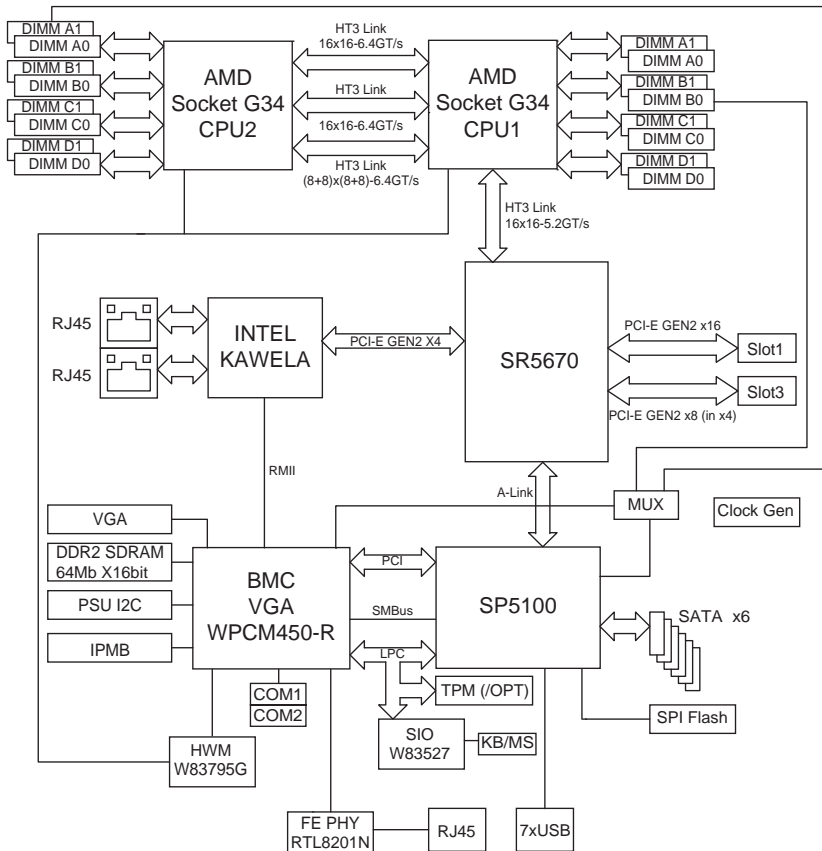 DIMM A1
DIMM A0
DIMM B1
DIMM B0
DIMM C1
DIMM C0
DIMM D1
DIMM D0
AMD
Socket G34
CPU2
HT3 Link
16x16-6.4GT/s
HT3 Link
16x16-6.4GT/s
HT3 Link
(8+8)x(8+8)-6.4GT/s
AMD
Socket G34
CPU1
DIMM A1
DIMM A0
DIMM B1
DIMM B0
DIMM C1
DIMM C0
DIMM D1
DIMM D0
HT3 Link
16x16-5.2GT/s
RJ45
RJ45
INTEL
KAWELA
PCI-E GEN2 X4
SR5670
PCI-E GEN2 x16
Slot1
Slot3
PCI-E GEN2 x8 (in x4)
RMII
A-Link
MUX
Clock Gen
VGA
DDR2 SDRAM
64Mb X16bit
PSU I2C
IPMB
BMC
VGA
WPCM450-R
PCI
SMBus
LPC
SP5100
SATA x6
COM1
COM2
TPM (/OPT)
SPI Flash
HWM
W83795G
SIO
W83527
KB/MS
FE PHY
RTL8201N
RJ45
7xUSB